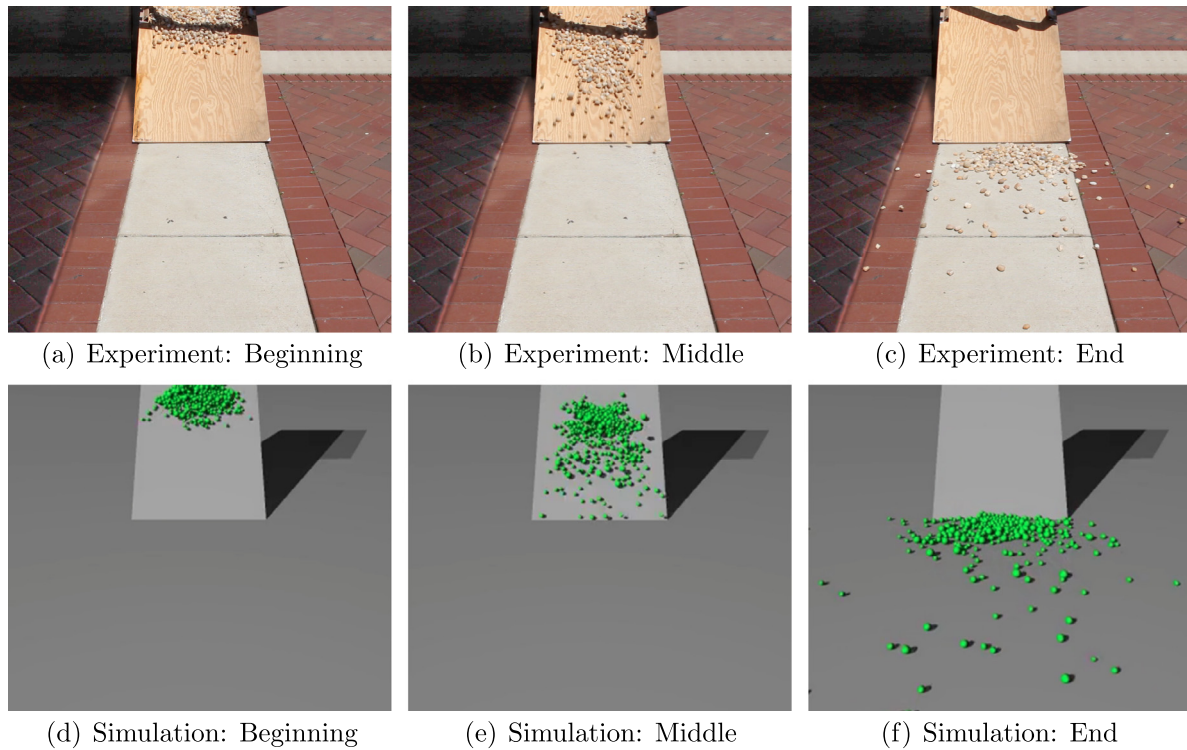 (a) Experiment: Beginning
(b) Experiment: Middle
(c) Experiment: End
(d) Simulation: Beginning
(e) Simulation: Middle
(f) Simulation: End